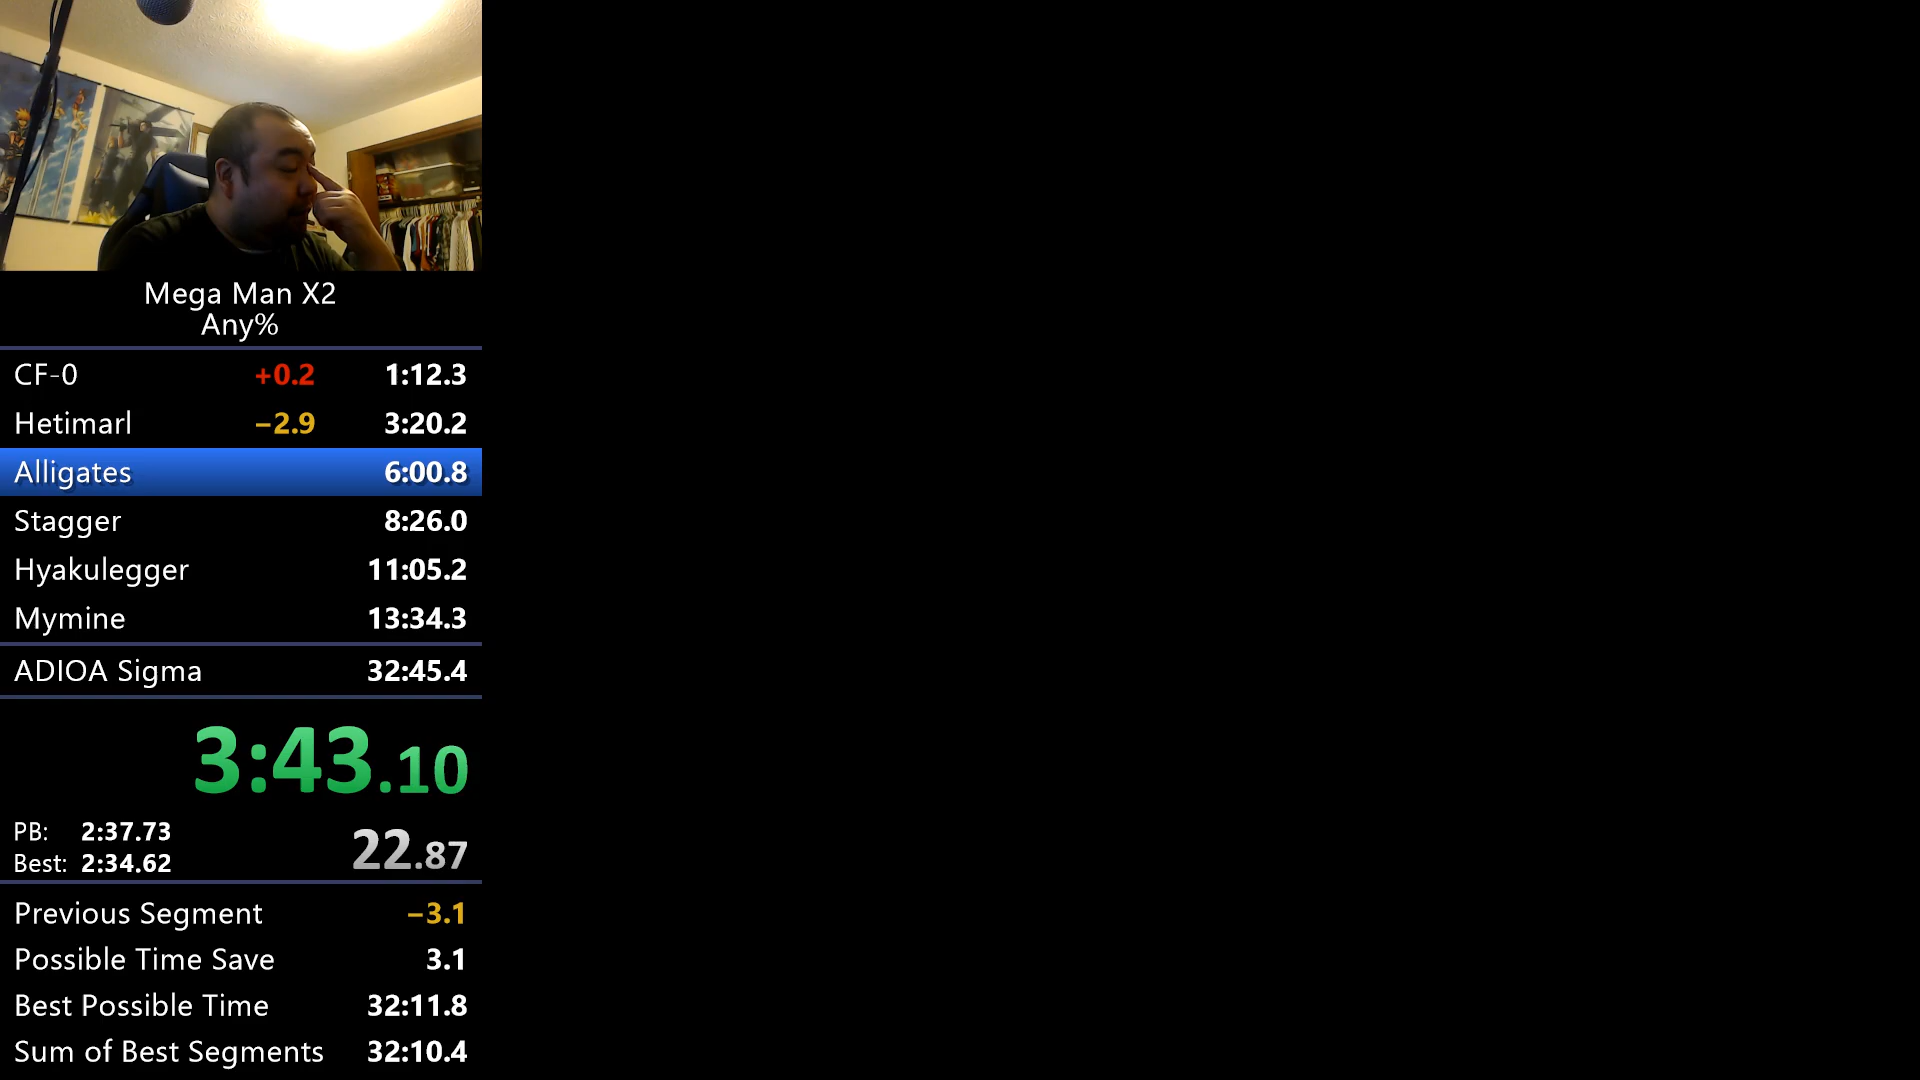 Mega Man X2
Any%
CF-0 +0.2 1:12.3
Hetimarl −2.9 3:20.2
Alligates 6:00.8
Stagger 8:26.0
Hyakulegger 11:05.2
Mymine 13:34.3
ADIOA Sigma 32:45.4
3:43.10
PB: 2:37.73
Best: 2:34.62
22.87
Previous Segment −3.1
Possible Time Save 3.1
Best Possible Time 32:11.8
Sum of Best Segments 32:10.4